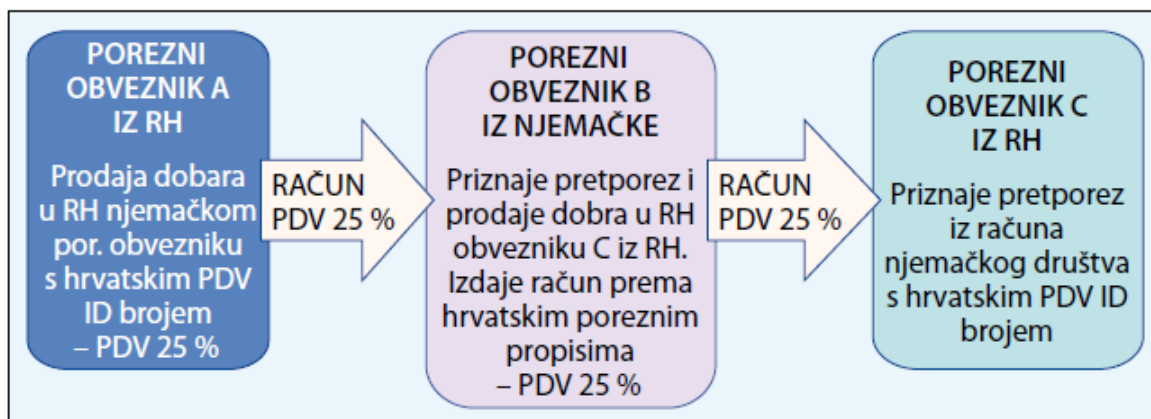 POREZNI
OBVEZNIK A
IZ RH
Prodaja dobara
u RH njemačkom
por. obvezniku
s hrvatskim PDV
ID brojem
– PDV 25 %
RAČUN
PDV 25 %
POREZNI
OBVEZNIK B
IZ NJEMAČKE
Priznaje pretporez i
prodaje dobra u RH
obvezniku C iz RH.
Izdaje račun prema
hrvatskim poreznim
propisima
– PDV 25 %
RAČUN
PDV 25 %
POREZNI
OBVEZNIK C
IZ RH
Priznaje pretporez
iz računa
njemačkog društva
s hrvatskim PDV ID
brojem